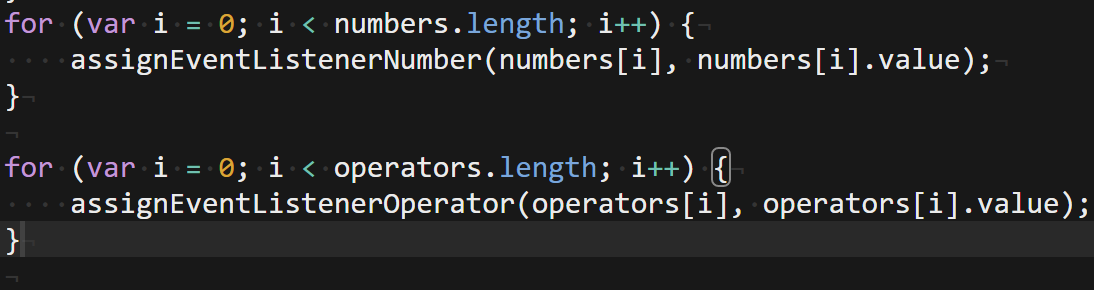 for (var i = 0; i < numbers.length; i++) {
    assignEventListenerNumber(numbers[i], numbers[i].value);
}

for (var i = 0; i < operators.length; i++) {
    assignEventListenerOperator(operators[i], operators[i].value);
}